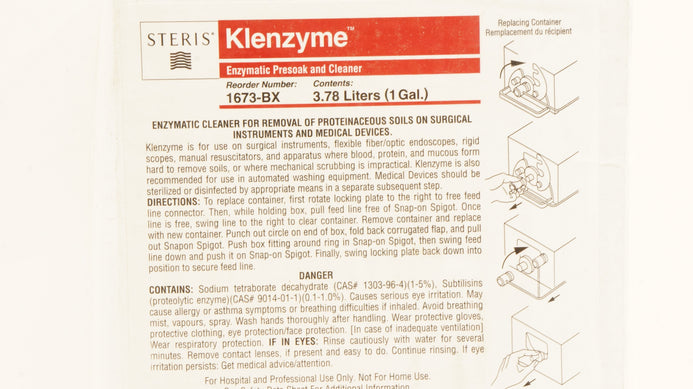 Replacing Container
Remplacement du récipient
STERIS®
Klenzyme™
Enzymatic Presoak and Cleaner
Reorder Number: Contents:
1673-BX 3.78 Liters (1 Gal.)
ENZYMATIC CLEANER FOR REMOVAL OF PROTEINACEOUS SOILS ON SURGICAL
INSTRUMENTS AND MEDICAL DEVICES.
Klenzyme is for use on surgical instruments, flexible fiber/optic endoscopes, rigid
scopes, manual resuscitators, and apparatus where blood, protein, and mucous form
hard to remove soils, or where mechanical scrubbing is impractical. Klenzyme is also
recommended for use in automated washing equipment. Medical Devices should be
sterilized or disinfected by appropriate means in a separate subsequent step.
DIRECTIONS: To replace container, first rotate locking plate to right to free feed
line connector. Then, while holding box, pull feed line free of Snap-on Spigot. Once
line is free, swing line to right to clear container. Remove container and replace
with new container. Punch out circle on end of box, fold back corrugated flap, and pull
out Snapon Spigot. Push box fitting around ring in Snap-on Spigot, then swing feed
line down and push it on Snap-on Spigot. Finally, swing locking plate back down into
position to secure feed line.
DANGER
CONTAINS: Sodium tetraborate decahydrate (CAS# 1303-96-4)(1-5%), Subtilisins
(proteolytic enzyme)(CAS# 9014-01-1)(0.1-1.0%). Causes serious eye irritation. May
cause allergy or asthma symptoms or breathing difficulties if inhaled. Avoid breathing
mist, vapours, spray. Wash hands thoroughly after handling. Wear protective gloves,
protective clothing, eye protection/face protection. [In case of inadequate ventilation]
Wear respiratory protection. IF IN EYES: Rinse cautiously with water for several
minutes. Remove contact lenses, if present and easy to do. Continue rinsing. If eye
irritation persists: Get medical advice/attention.
For Hospital and Professional Use Only. Not For Home Use.
Safety Data Sheet For Additional Information